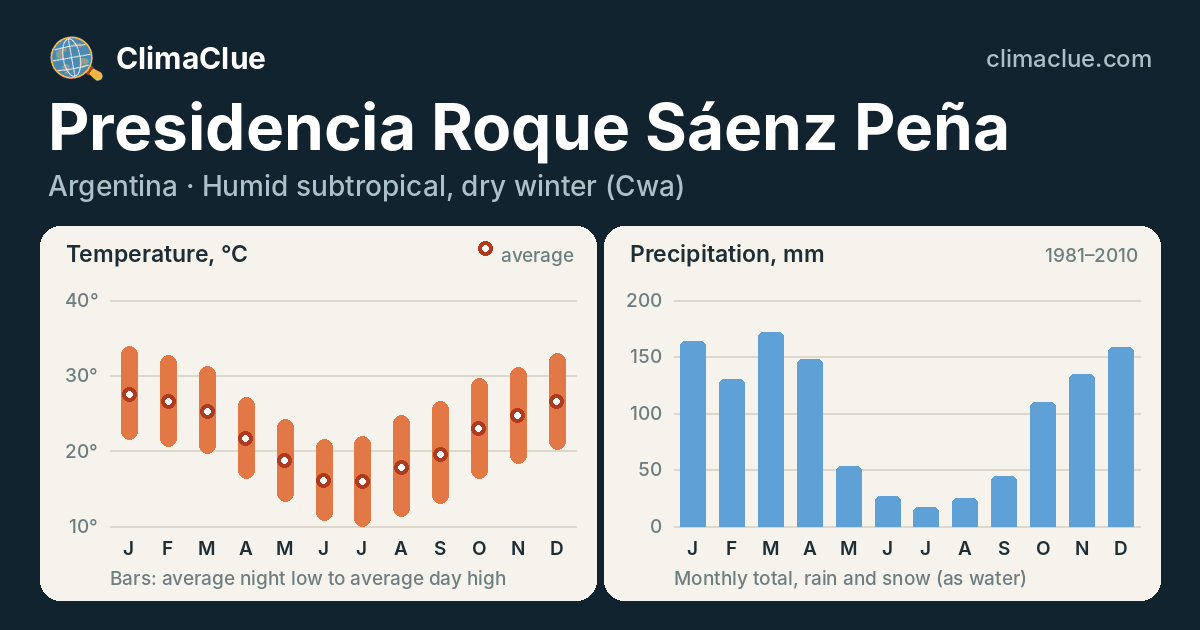 ClimaClue
climaclue.com
Presidencia Roque Sáenz Peña
Argentina · Humid subtropical, dry winter (Cwa)
Temperature, °C
average
40°
30°
20°
10°
J F M A M J J A S O N D
Bars: average night low to average day high
Precipitation, mm
1981–2010
200
150
100
50
0
J F M A M J J A S O N D
Monthly total, rain and snow (as water)